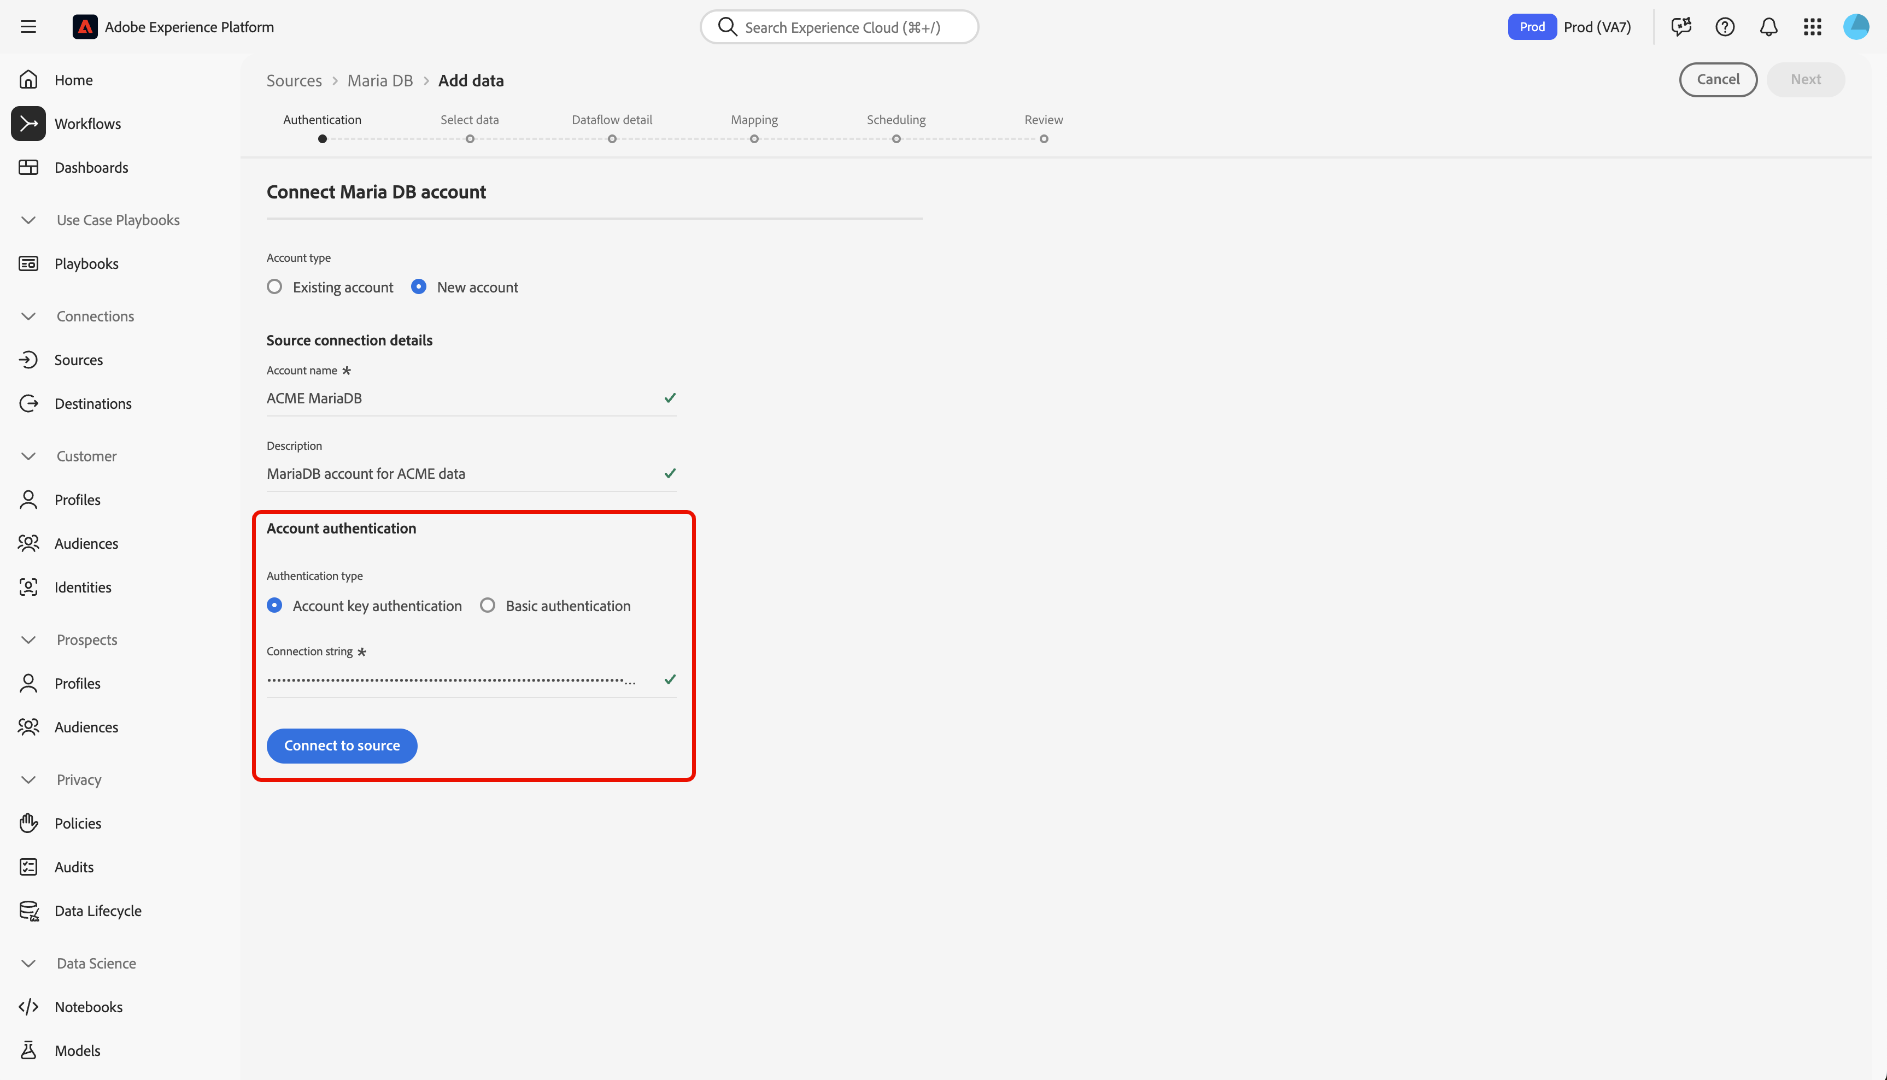 Adobe Experience Platform
Search Experience Cloud (⌘+/)
Prod
Prod (VA7)
Home
Workflows
Dashboards
Use Case Playbooks
Playbooks
Connections
Sources
Destinations
Customer
Profiles
Audiences
Identities
Prospects
Profiles
Audiences
Privacy
Policies
Audits
Data Lifecycle
Data Science
Notebooks
Models
Sources > Maria DB > Add data
Cancel
Next
Authentication
Select data
Dataflow detail
Mapping
Scheduling
Review
Connect Maria DB account
Account type
Existing account
New account
Source connection details
Account name *
ACME MariaDB
Description
MariaDB account for ACME data
Account authentication
Authentication type
Account key authentication
Basic authentication
Connection string *
Connect to source